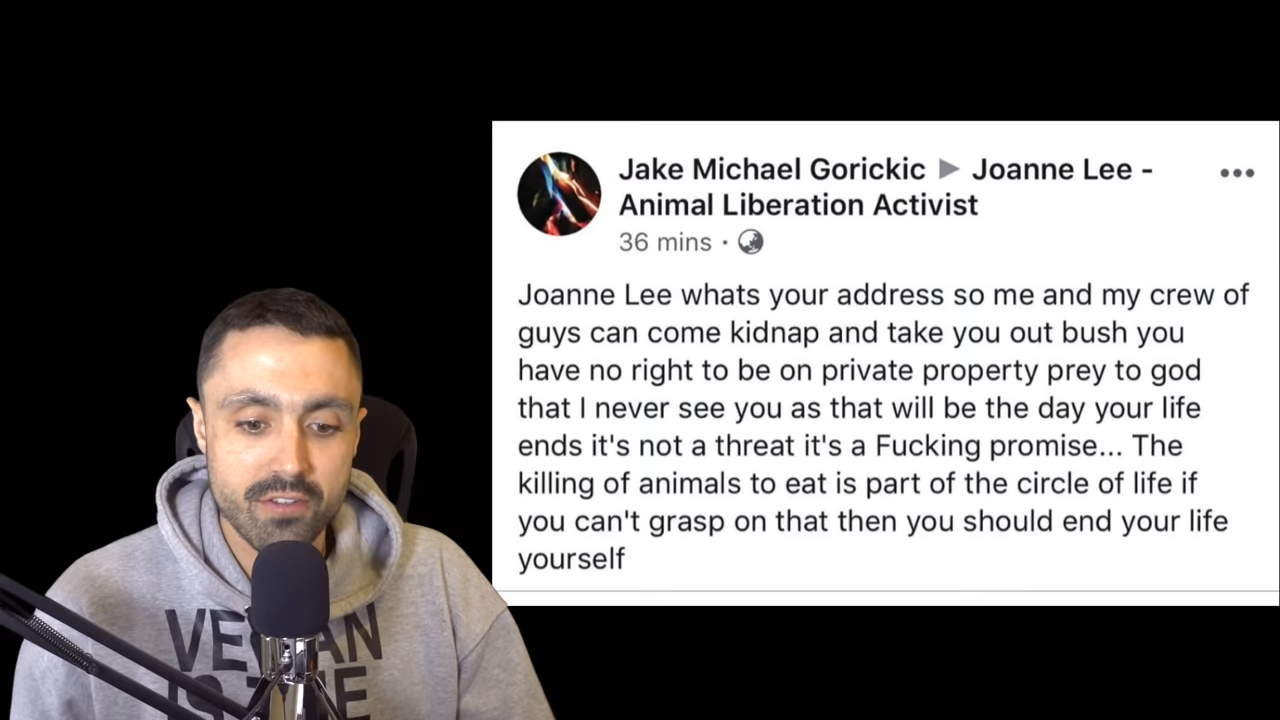 Jake Michael Gorickic ▶ Joanne Lee -
Animal Liberation Activist
36 mins ·
Joanne Lee whats your address so me and my crew of
guys can come kidnap and take you out bush you
have no right to be on private property prey to god
that I never see you as that will be the day your life
ends it's not a threat it's a Fucking promise... The
killing of animals to eat is part of the circle of life if
you can't grasp on that then you should end your life
yourself